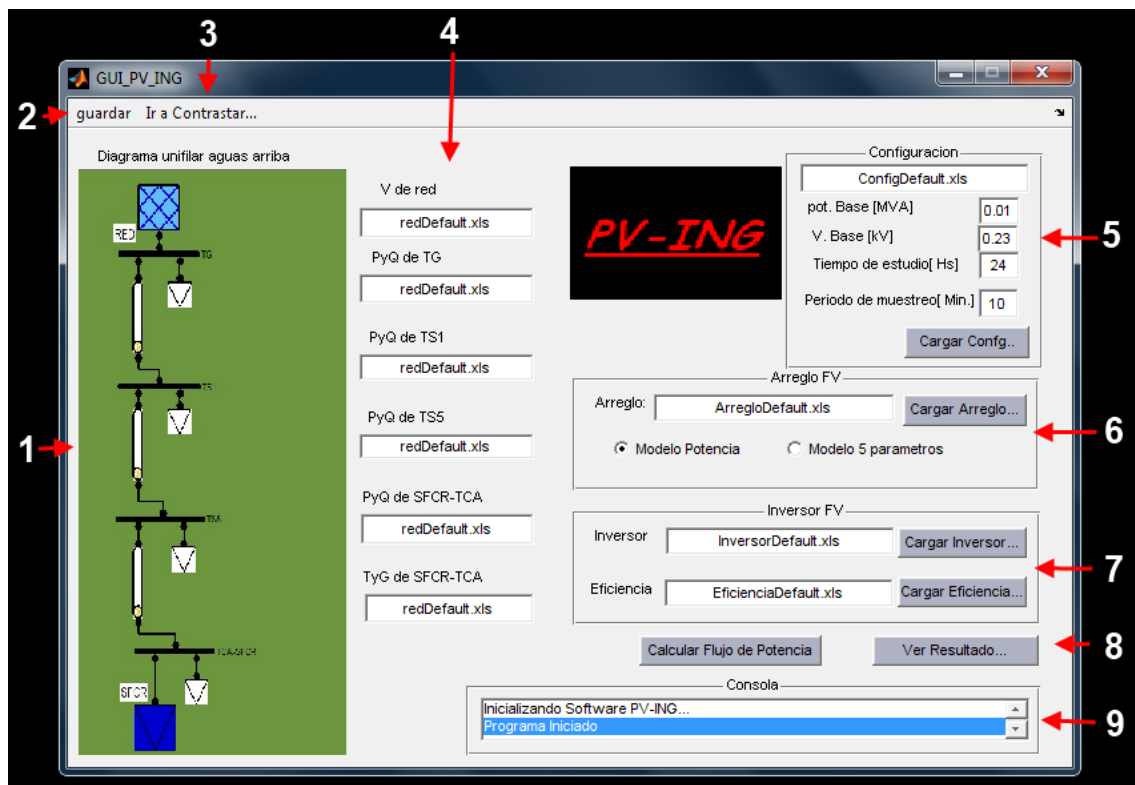 3
4
GUI_PV_ING
2
guardar Ir a Contrastar...
Diagrama unifilar aguas arriba
RED
TG
TS1
TS5
TCA-SFCR
SFCR
1
V de red
redDefault.xls
PyQ de TG
redDefault.xls
PyQ de TS1
redDefault.xls
PyQ de TS5
redDefault.xls
PyQ de SFCR-TCA
redDefault.xls
TyG de SFCR-TCA
redDefault.xls
PV-ING
Configuracion
ConfigDefault.xls
pot. Base [MVA] 0.01
V. Base [kV] 0.23
Tiempo de estudio[ Hs] 24
Periodo de muestreo[ Min.] 10
Cargar Confg..
5
Arreglo FV
Arreglo: ArregloDefault.xls Cargar Arreglo...
Modelo Potencia Modelo 5 parametros
6
Inversor FV
Inversor InversorDefault.xls Cargar Inversor...
Eficiencia EficienciaDefault.xls Cargar Eficiencia...
7
Calcular Flujo de Potencia Ver Resultado...
8
Consola
Inicializando Software PV-ING...
Programa Iniciado
9